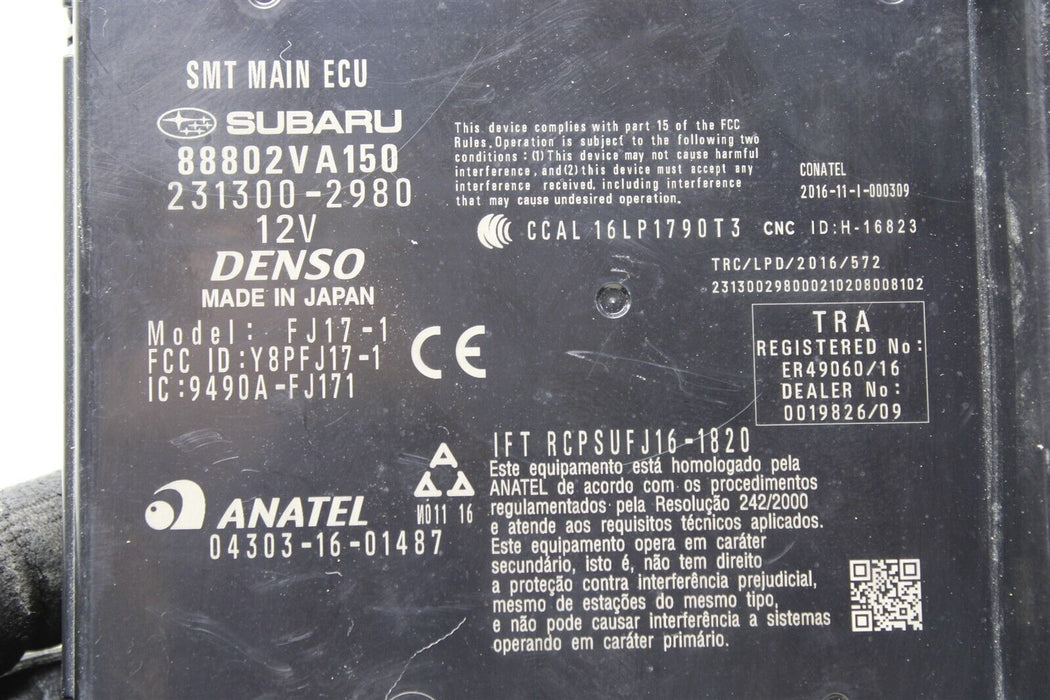 SMT MAIN ECU
SUBARU
88802VA150
231300-2980
12V
DENSO
MADE IN JAPAN
Model: FJ17-1
FCC ID:Y8PFJ17-1
IC:9490A-FJ171
CE
This device complies with part 15 of the FCC
Rules. Operation is subject to the following two
conditions : (1) This device may not cause harmful
interference, and (2) this device must accept any
interference received, including interference
that may cause undesired operation.
CONATEL
2016-11-I-000309
CCAL 16LP1790T3 CNC ID:H-16823
TRC/LPD/2016/572
231300298000210208008102
TRA
REGISTERED No:
ER49060/16
DEALER No:
0019826/09
ANATEL
04303-16-01487
M011 16
IFT RCPSUFJ16-1820
Este equipamento está homologado pela
ANATEL de acordo com os procedimentos
regulamentados pela Resolução 242/2000
e atende aos requisitos técnicos aplicados.
Este equipamento opera em caráter
secundário, isto é, não tem direito
a proteção contra interferência prejudicial,
mesmo de estações do mesmo tipo,
e não pode causar interferência a sistemas
operando em caráter primário.